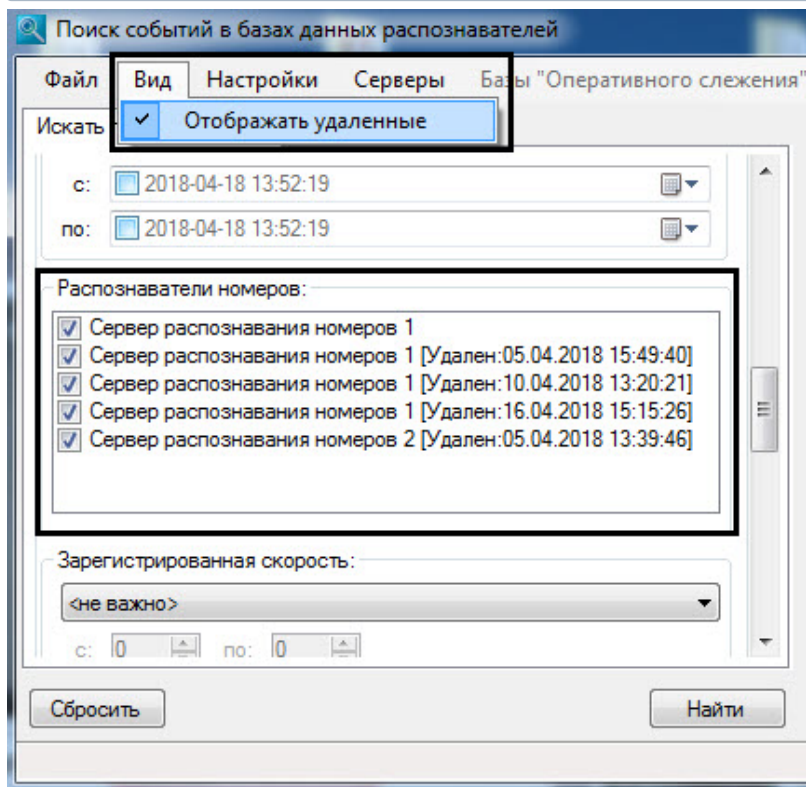 Поиск событий в базах данных распознавателей
Файл Вид Настройки Серверы Базы "Оперативного слежения"
Отображать удаленные
Искать
с: 2018-04-18 13:52:19
по: 2018-04-18 13:52:19
Распознаватели номеров:
Сервер распознавания номеров 1
Сервер распознавания номеров 1 [Удален:05.04.2018 15:49:40]
Сервер распознавания номеров 1 [Удален:10.04.2018 13:20:21]
Сервер распознавания номеров 1 [Удален:16.04.2018 15:15:26]
Сервер распознавания номеров 2 [Удален:05.04.2018 13:39:46]
Зарегистрированная скорость:
<не важно>
с: 0 по: 0
Сбросить Найти